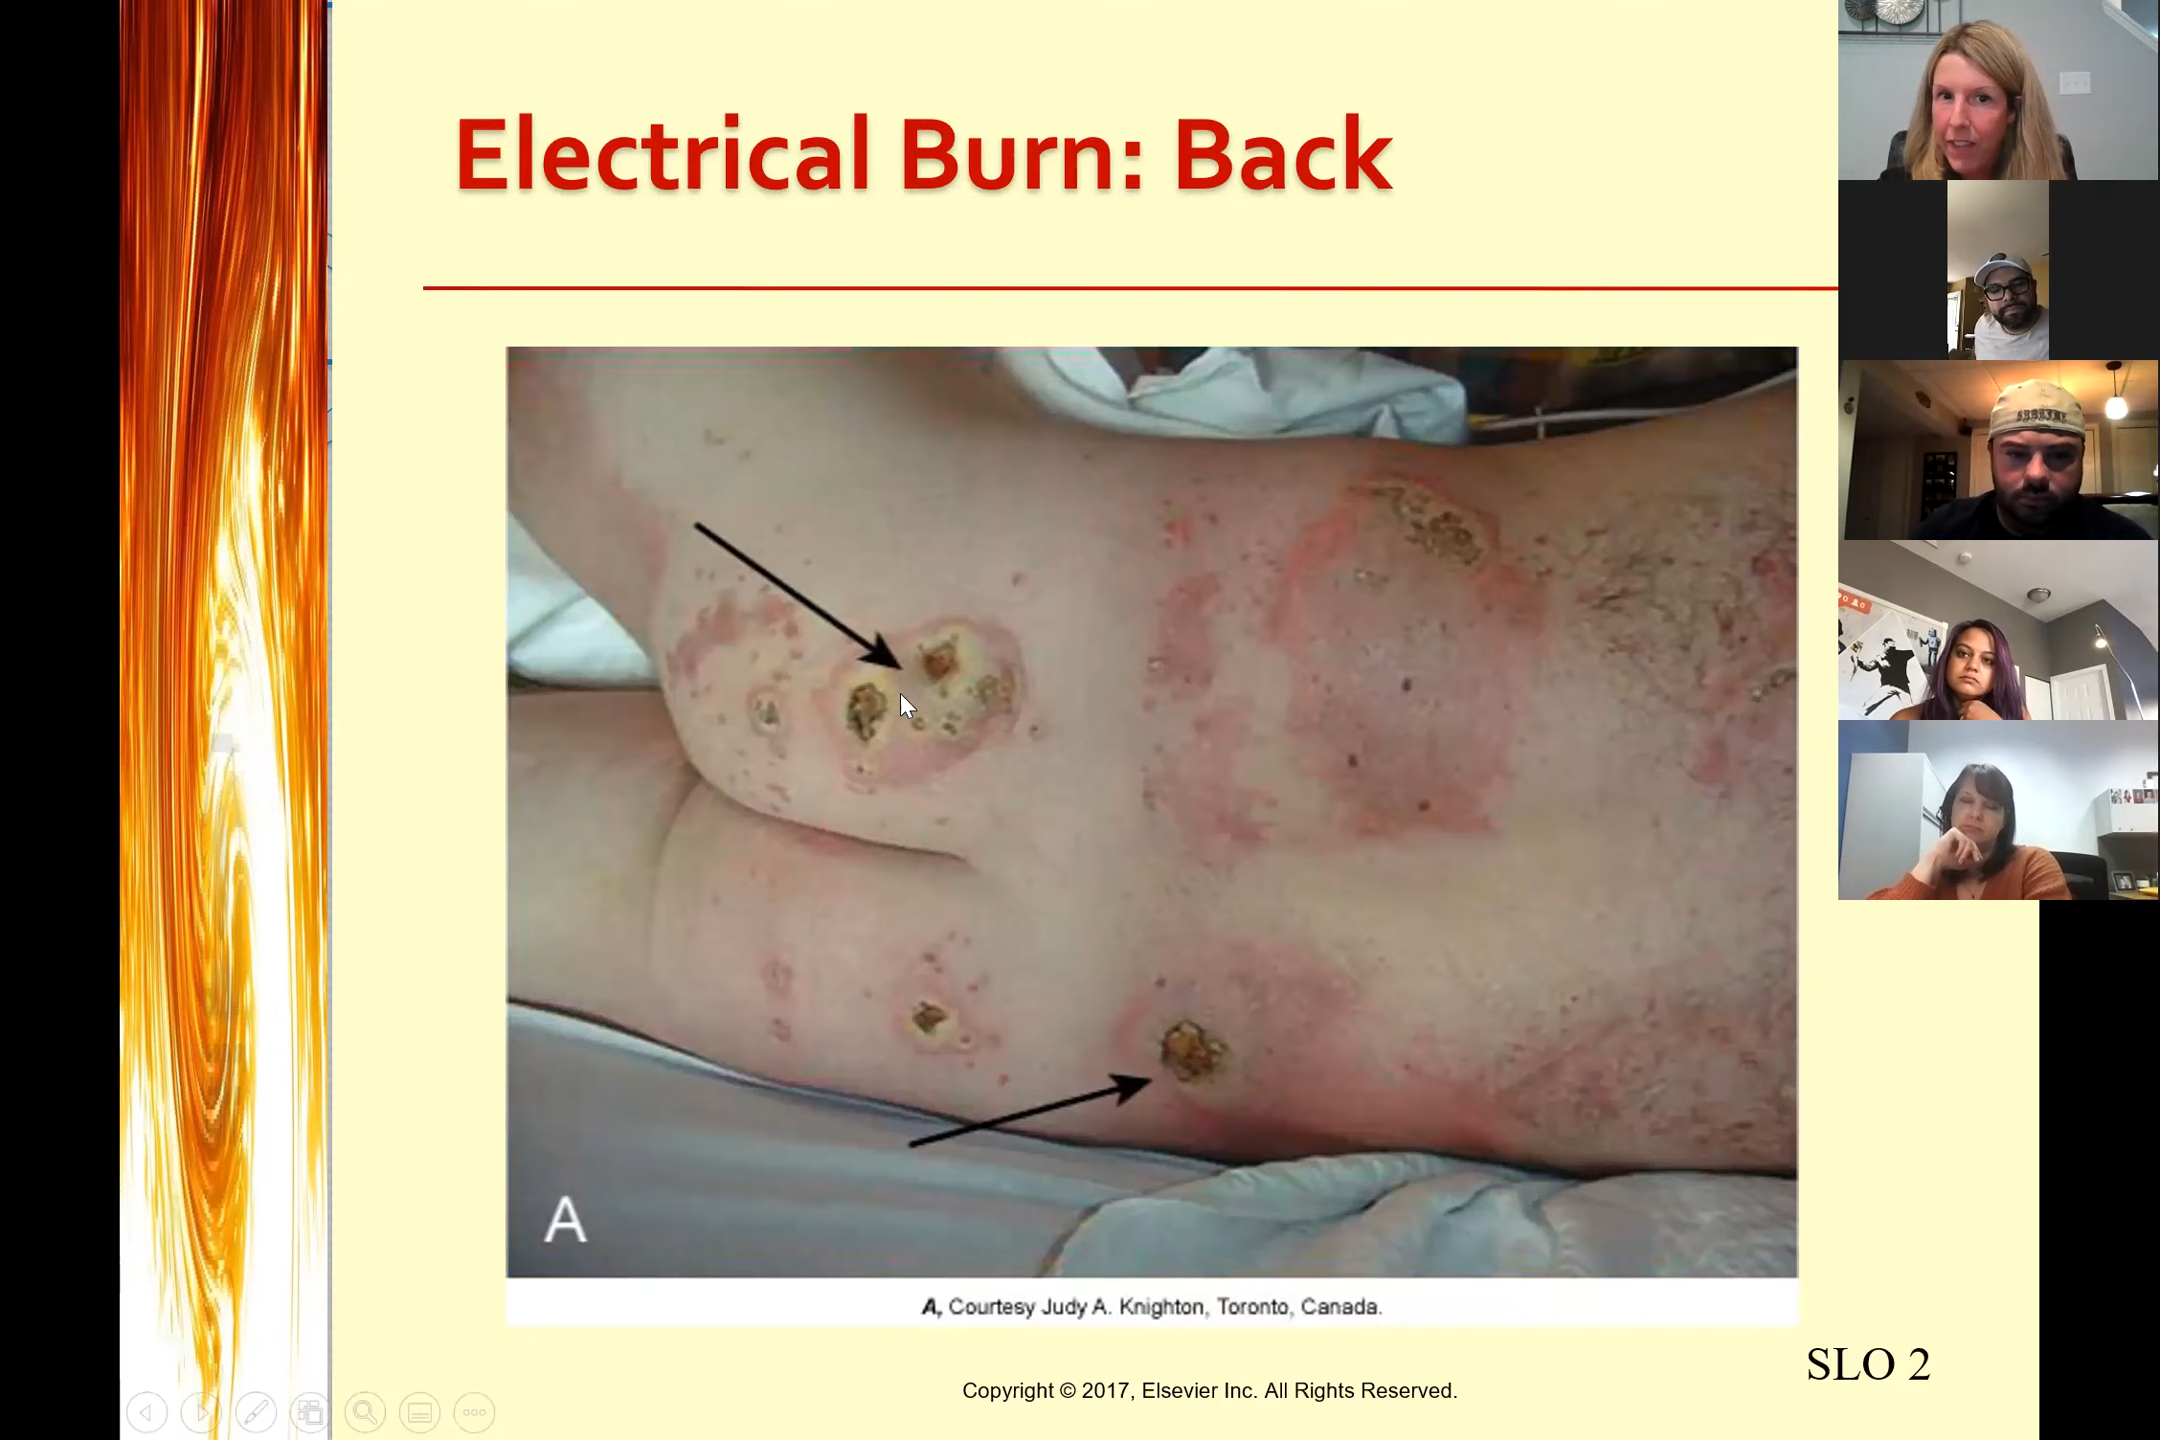 Electrical Burn: Back
A
A, Courtesy Judy A. Knighton, Toronto, Canada.
Copyright © 2017, Elsevier Inc. All Rights Reserved.
SLO 2